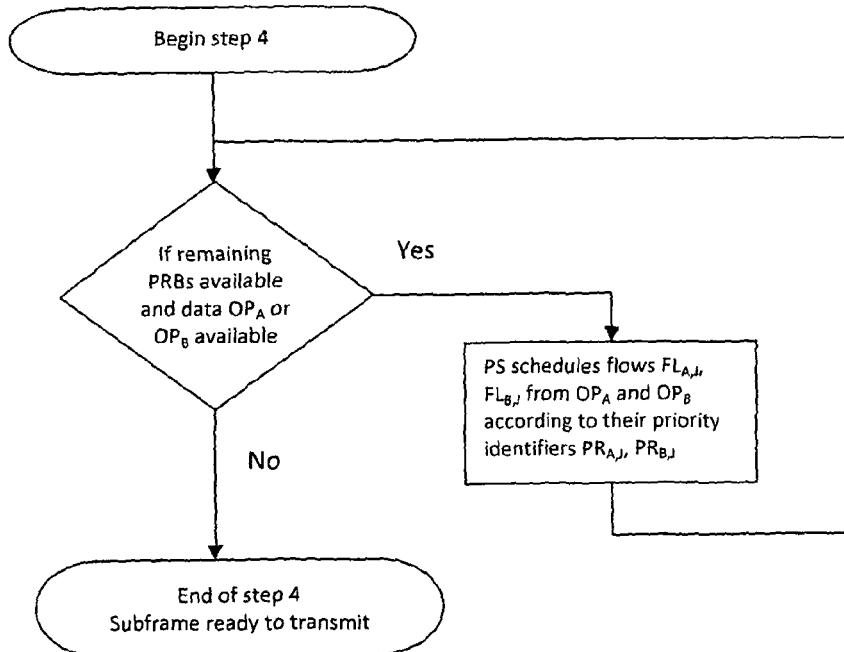 Begin step 4
If remaining
PRBs available
and data OP_A or
OP_B available
Yes
PS schedules flows FL_A,J,
FL_B,J from OP_A and OP_B
according to their priority
identifiers PR_A,J, PR_B,J
No
End of step 4
Subframe ready to transmit